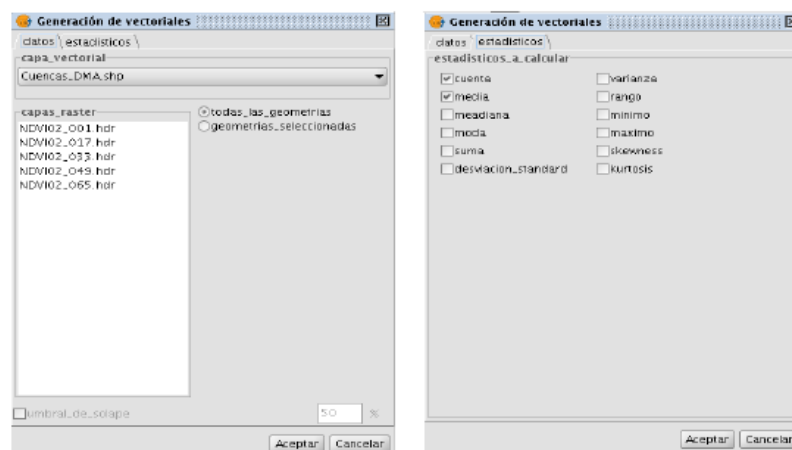 Generación de vectoriales
datos estadisticos
capa_vectorial
Cuencas_DMA.shp
capas_raster
NDVI02_001.hdr
NDVI02_017.hdr
NDVI02_033.hdr
NDVI02_049.hdr
NDVI02_065.hdr
todas_las_geometrias
geometrias_seleccionadas
umbral_de_solape
50 %
Aceptar Cancelar
Generación de vectoriales
datos estadisticos
estadisticos_a_calcular
cuenta
media
meadiana
moda
suma
desviacion_standard
varianza
rango
minimo
maximo
skewness
kurtosis
Aceptar Cancelar